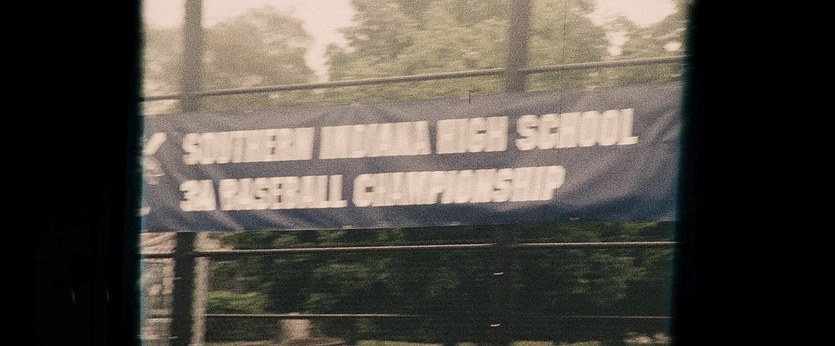 SOUTHERN INDIANA HIGH SCHOOL
3A BASEBALL CHAMPIONSHIP